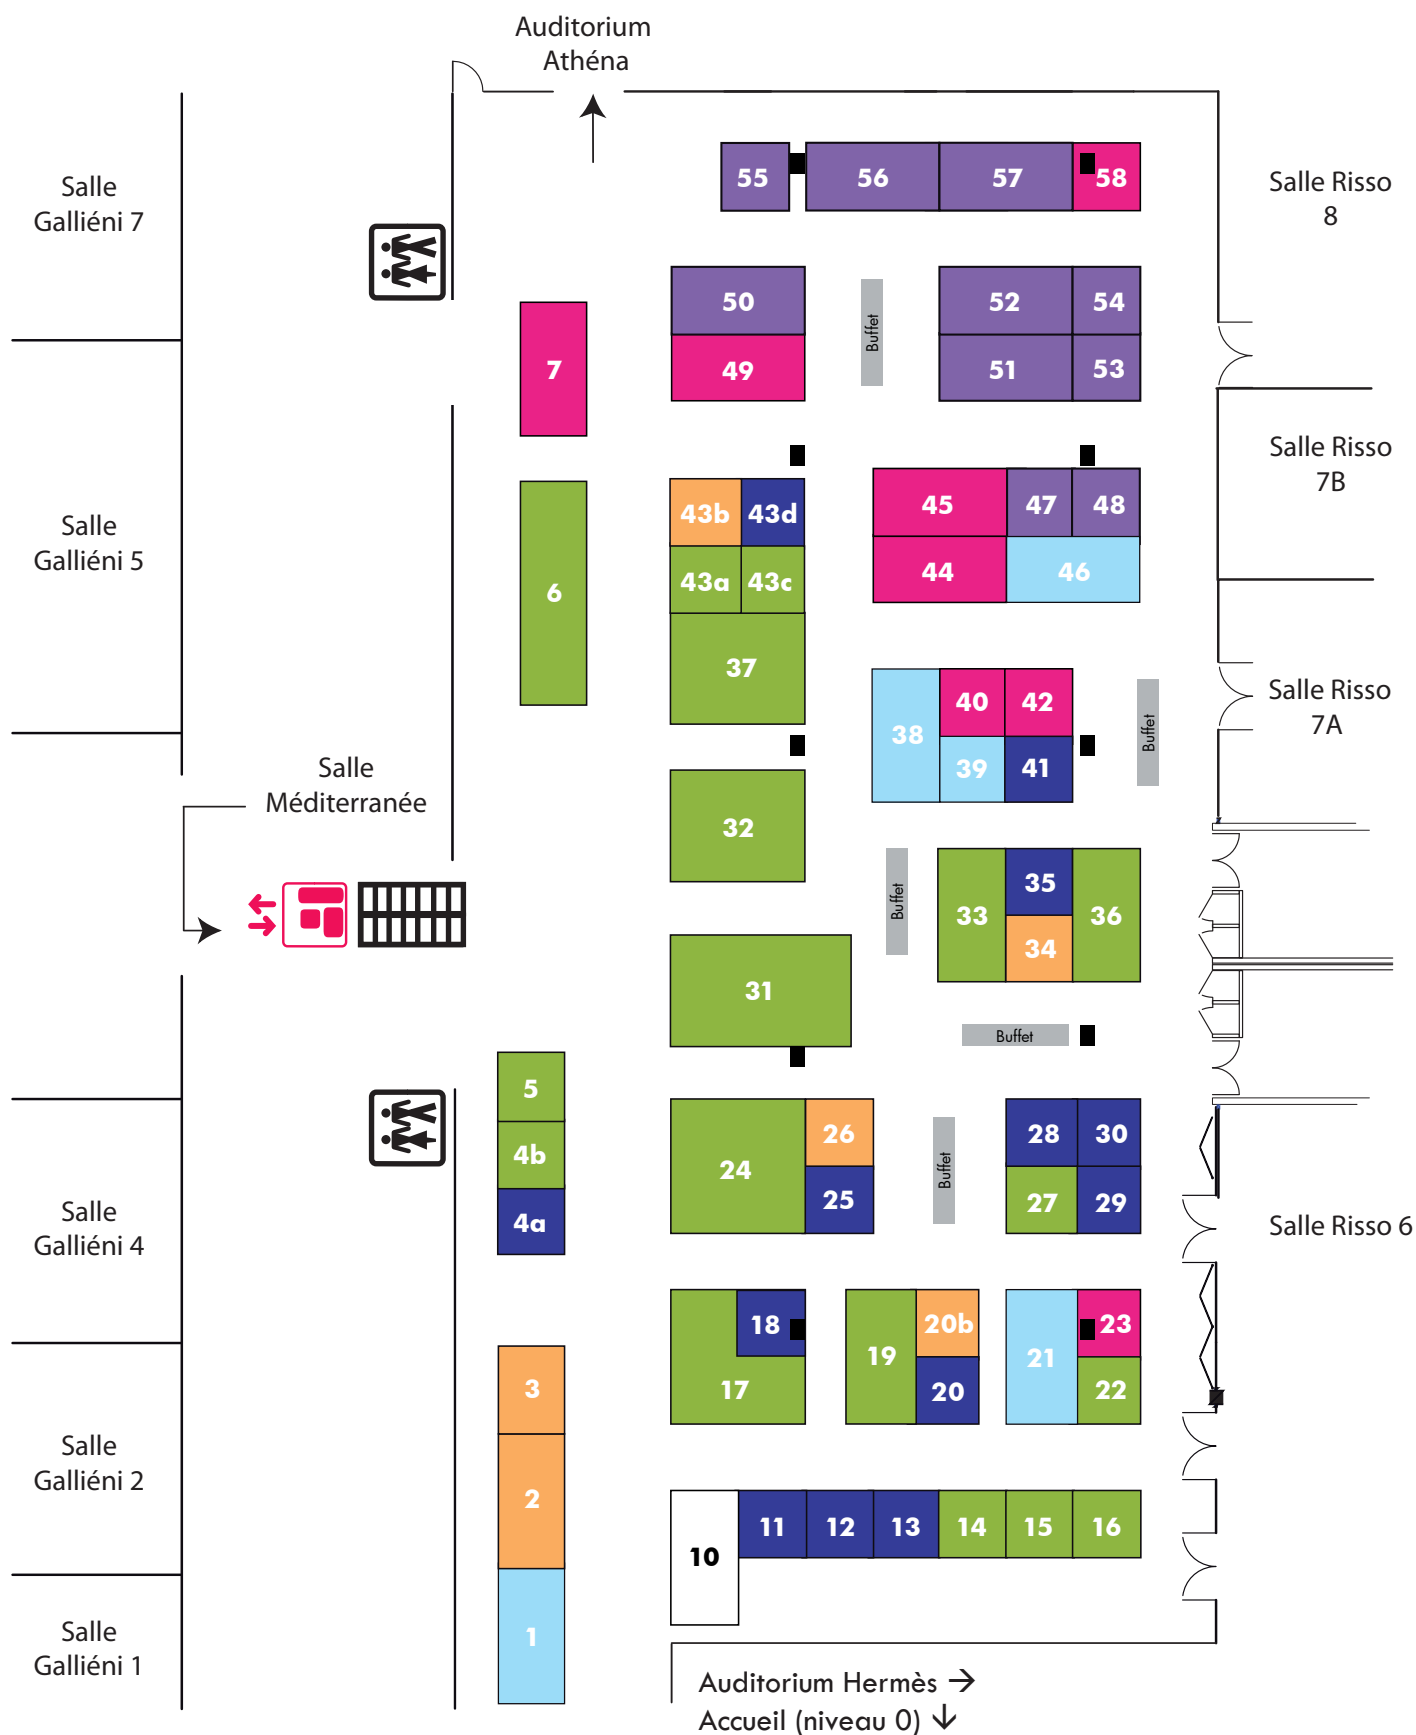 Auditorium
Athéna
Salle
Galliéni 7
Salle
Galliéni 5
Salle
Méditerranée
Salle
Galliéni 4
Salle
Galliéni 2
Salle
Galliéni 1
55
56
57
58
50
49
Buffet
52
54
51
53
7
6
43b
43d
43a
43c
37
45
47
48
44
46
38
40
42
39
41
Buffet
32
Buffet
33
35
34
36
31
Buffet
5
4b
4a
24
26
25
Buffet
28
30
27
29
3
2
1
18
17
19
20b
20
21
23
22
10
11
12
13
14
15
16
Salle Risso
8
Salle Risso
7B
Salle Risso
7A
Salle Risso 6
Auditorium Hermès →
Accueil (niveau 0) ↓